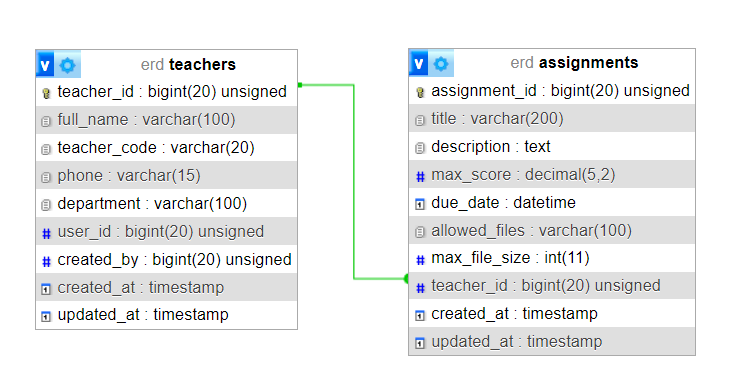 v erd teachers
teacher_id : bigint(20) unsigned
full_name : varchar(100)
teacher_code : varchar(20)
phone : varchar(15)
department : varchar(100)
# user_id : bigint(20) unsigned
# created_by : bigint(20) unsigned
created_at : timestamp
updated_at : timestamp
v erd assignments
assignment_id : bigint(20) unsigned
title : varchar(200)
description : text
# max_score : decimal(5,2)
due_date : datetime
allowed_files : varchar(100)
# max_file_size : int(11)
# teacher_id : bigint(20) unsigned
created_at : timestamp
updated_at : timestamp